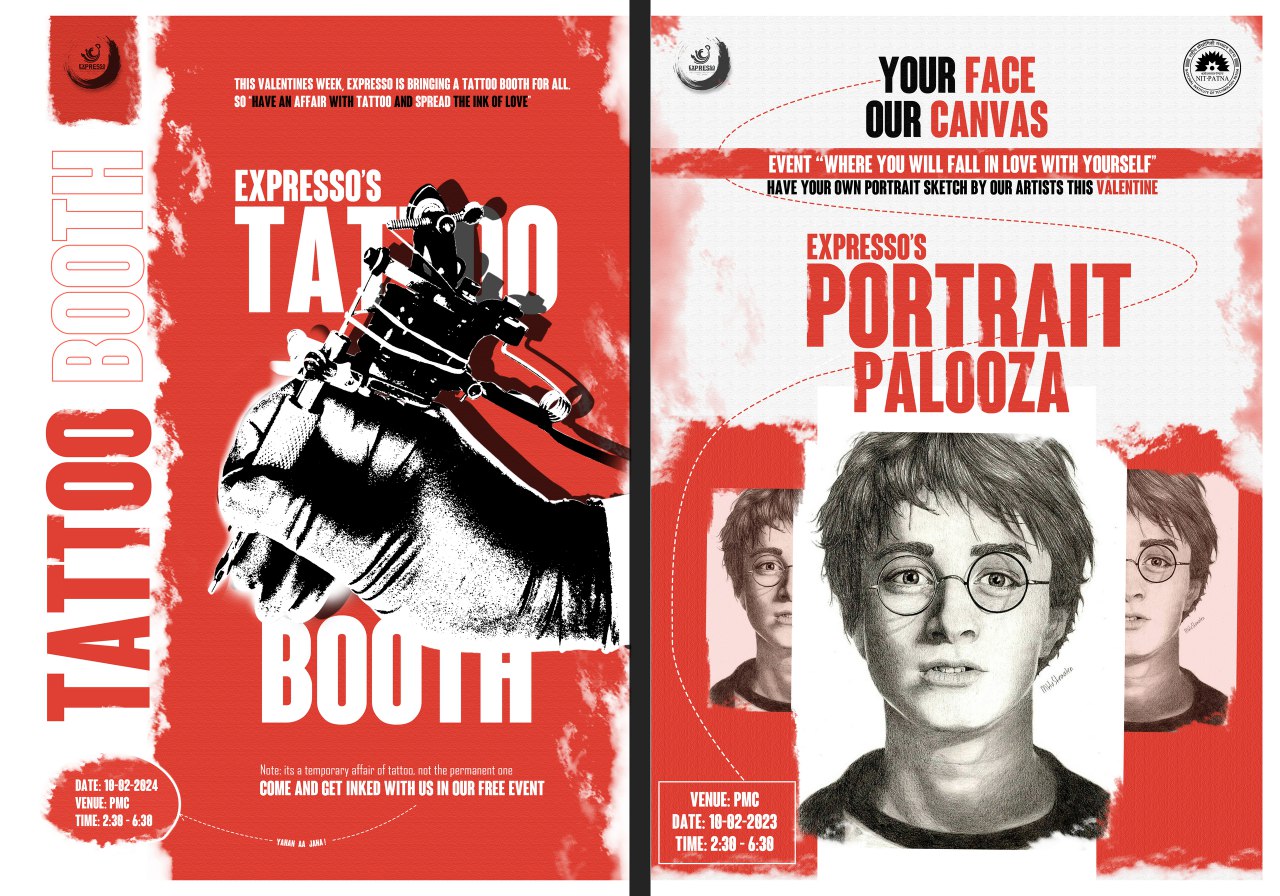 EXPRESSO
THIS VALENTINES WEEK, EXPRESSO IS BRINGING A TATTOO BOOTH FOR ALL.
SO "HAVE AN AFFAIR WITH TATTOO AND SPREAD THE INK OF LOVE"
TATTOO BOOTH
EXPRESSO'S
TATTOO
BOOTH
Note: its a temporary affair of tattoo, not the permanent one
COME AND GET INKED WITH US IN OUR FREE EVENT
DATE: 10-02-2024
VENUE: PMC
TIME: 2:30 - 6:30
YAHAN AA JANA!
EXPRESSO
NIT-PATNA
YOUR FACE
OUR CANVAS
EVENT “WHERE YOU WILL FALL IN LOVE WITH YOURSELF”
HAVE YOUR OWN PORTRAIT SKETCH BY OUR ARTISTS THIS VALENTINE
EXPRESSO'S
PORTRAIT
PALOOZA
VENUE: PMC
DATE: 10-02-2023
TIME: 2:30 - 6:30